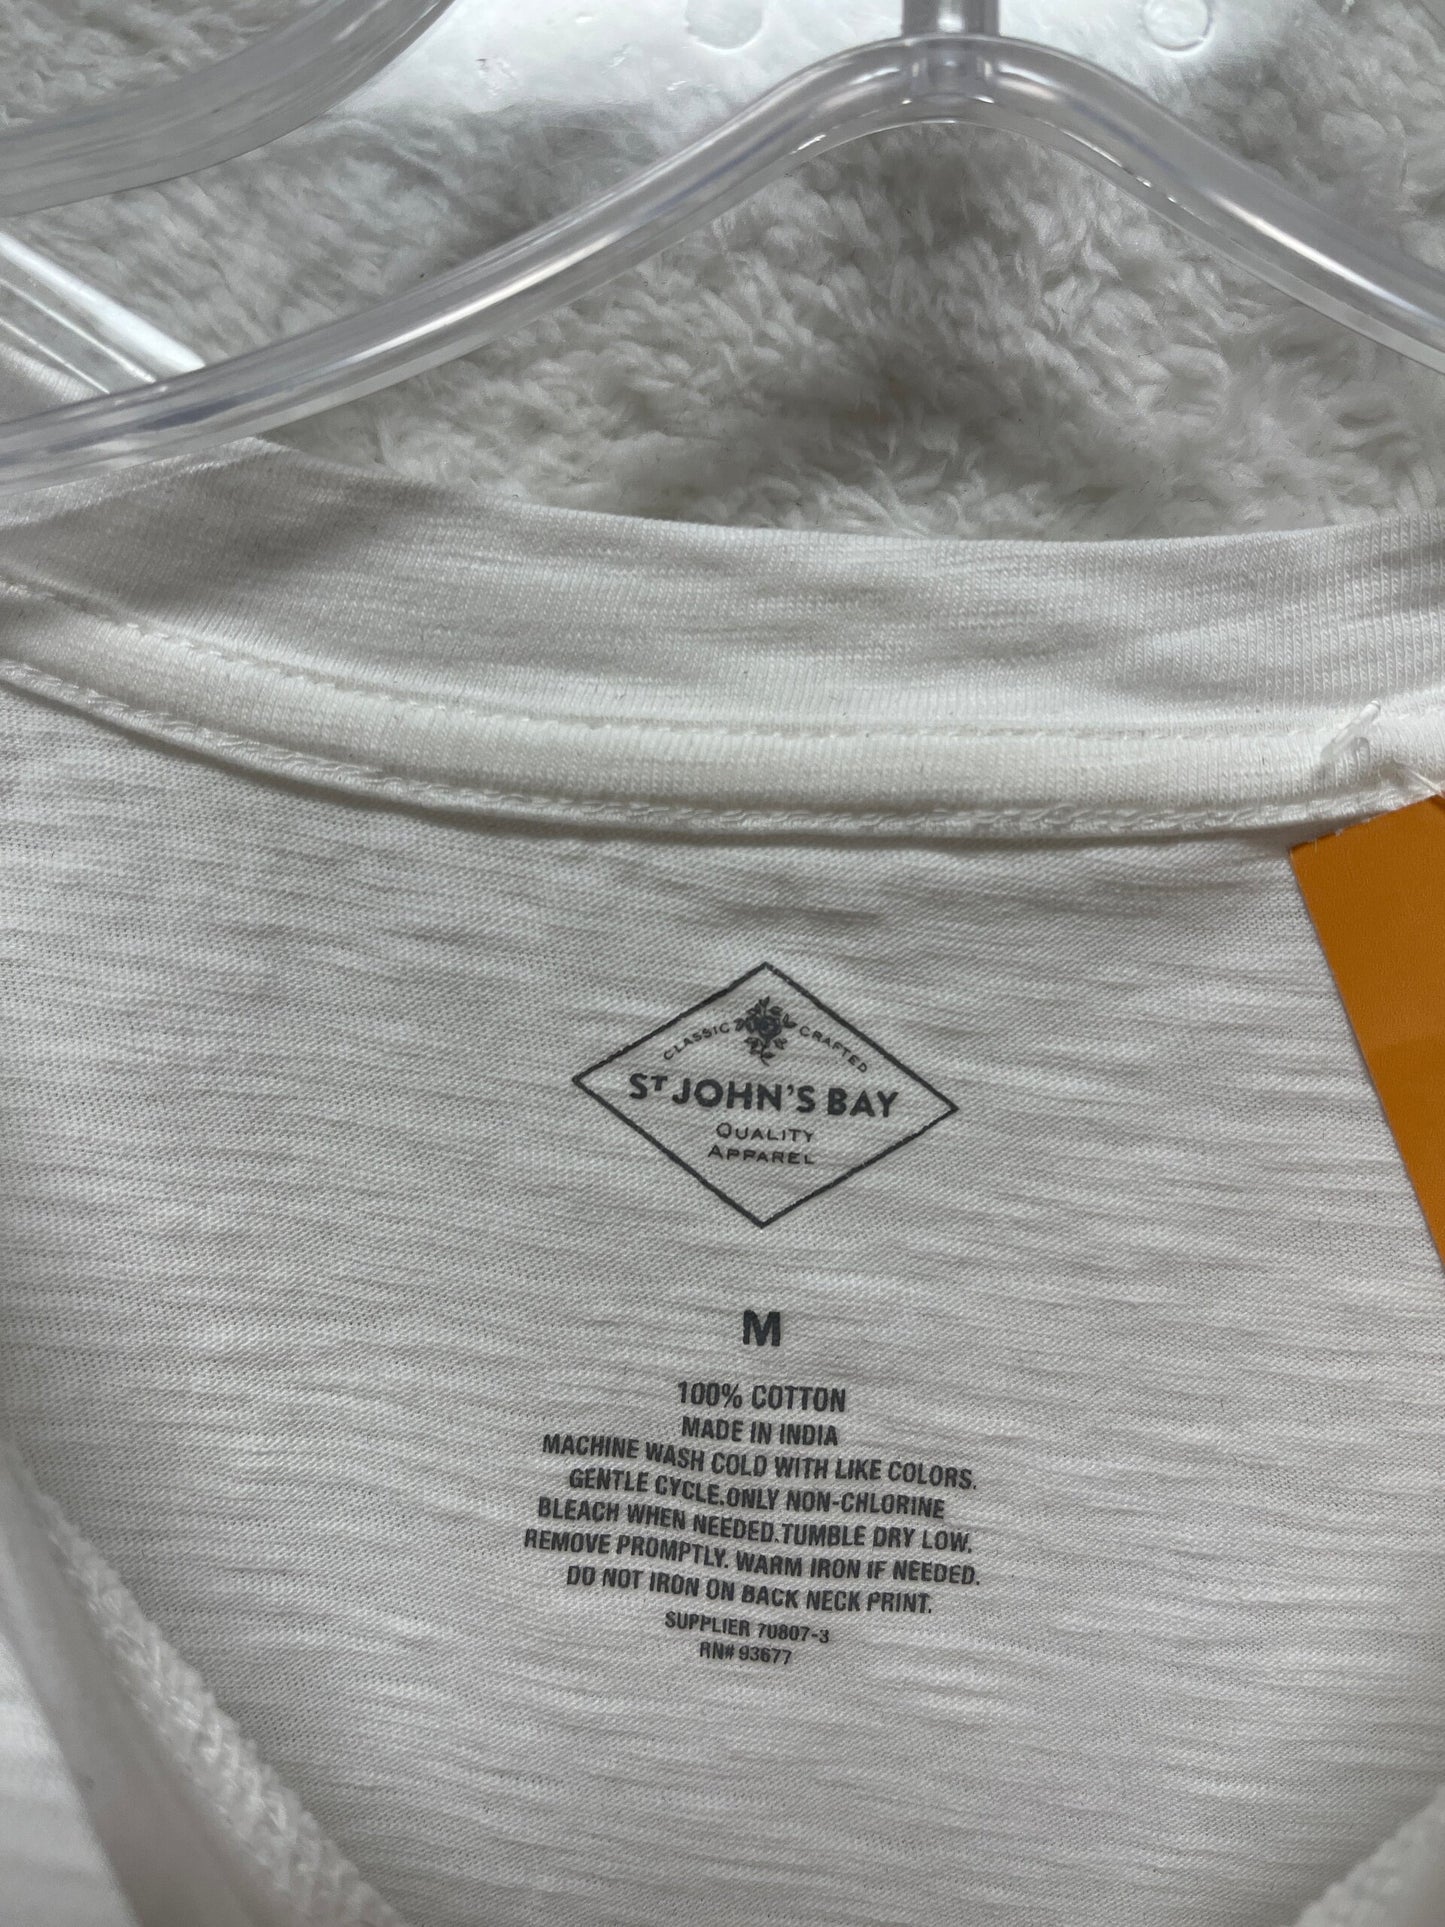 CLASSIC CRAFTED
ST JOHN'S BAY
QUALITY
APPAREL
M
100% COTTON
MADE IN INDIA
MACHINE WASH COLD WITH LIKE COLORS.
GENTLE CYCLE.ONLY NON-CHLORINE
BLEACH WHEN NEEDED.TUMBLE DRY LOW.
REMOVE PROMPTLY. WARM IRON IF NEEDED.
DO NOT IRON ON BACK NECK PRINT.
SUPPLIER 70807-3
RN# 93677